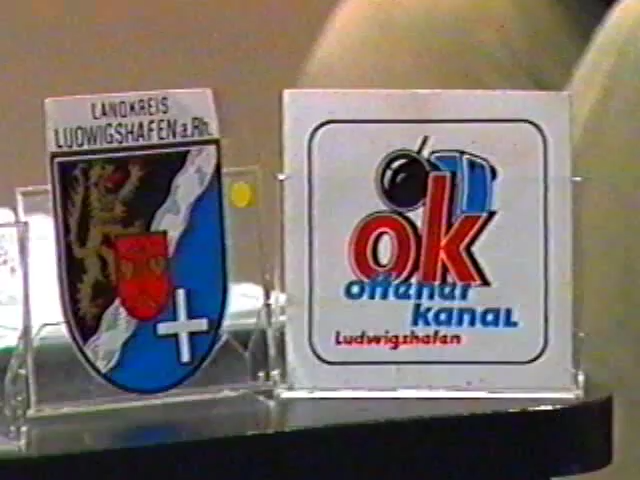 LANDKREIS
LUDWIGSHAFEN a.Rh.
ok
offener
kanal
Ludwigshafen